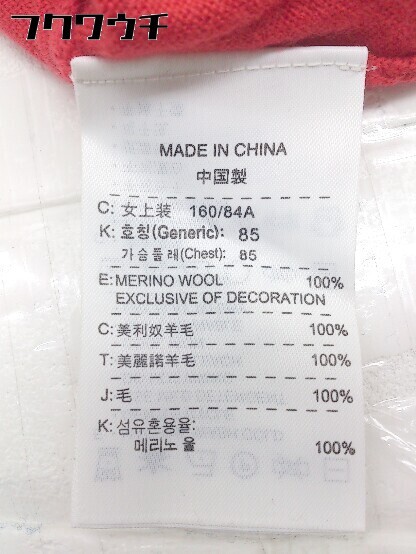 フクワウチ
MADE IN CHINA
中国製
C: 女上装 160/84A
K: 호칭(Generic): 85
가슴둘레(Chest): 85
E: MERINO WOOL 100%
EXCLUSIVE OF DECORATION
C: 美利奴羊毛 100%
T: 美麗諾羊毛 100%
J: 毛 100%
K: 섬유혼용율:
메리노 울 100%